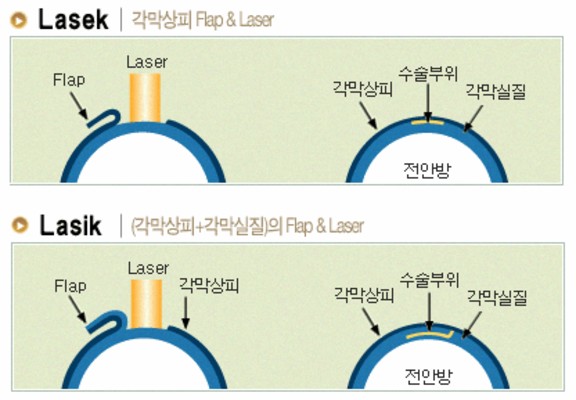 Lasek | 각막상피 Flap & Laser
Laser
Flap
수술부위
각막상피
각막실질
전안방
Lasik | (각막상피+각막실질)의 Flap & Laser
Laser
Flap
각막상피
수술부위
각막상피
각막실질
전안방